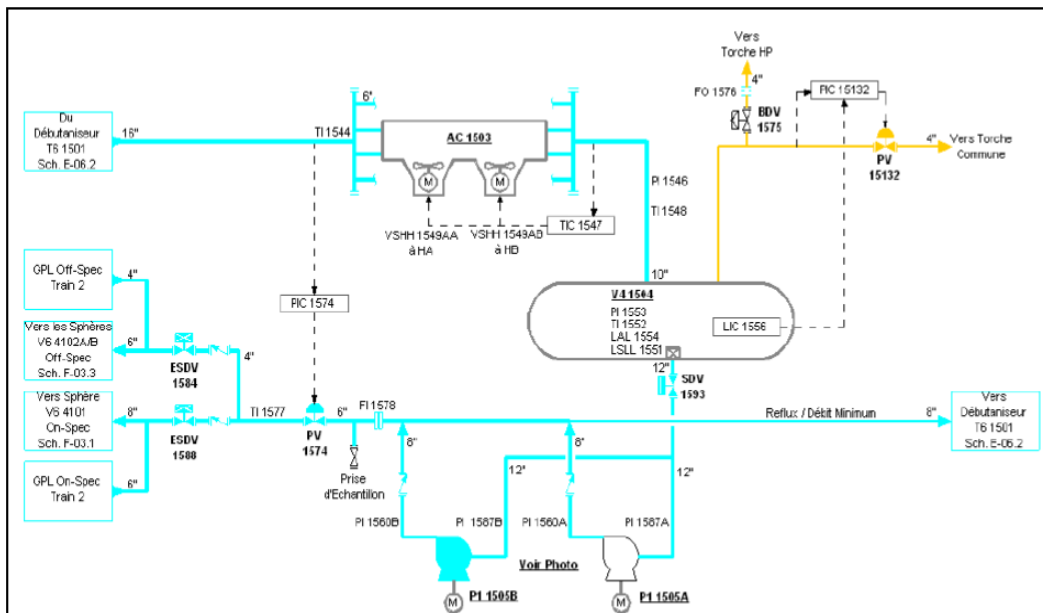 Vers
Torche HP
4"
FO 1576
BDV
1575
PIC 15132
4"
Vers Torche
Commune
PV
15132
Du
Débutaniseur
T6 1501
Sch. E-06.2
16"
TI 1544
6"
AC 1503
M
M
VSHH 1549AA
à HA
VSHH 1549AB
à HB
TIC 1547
PI 1546
TI 1548
10"
V4 1504
PI 1553
TI 1552
LAL 1554
LSLL 1551
LIC 1556
12"
SDV
1593
GPL Off-Spec
Train 2
4"
PIC 1574
Vers les Sphères
V6 4102A/B
Off-Spec
Sch. F-03.3
6"
ESDV
1584
4"
Vers Sphère
V6 4101
On-Spec
Sch. F-03.1
8"
ESDV
1588
TI 1577
PV
1574
6"
FI 1578
Reflux / Débit Minimum
8"
Vers
Débutaniseur
T6 1501
Sch. E-06.2
GPL On-Spec
Train 2
6"
Prise
d'Echantilon
8"
12"
8"
12"
PI 1560B
PI 1587B
PI 1560A
PI 1587A
Voir Photo
M
P1 1505B
M
P1 1505A